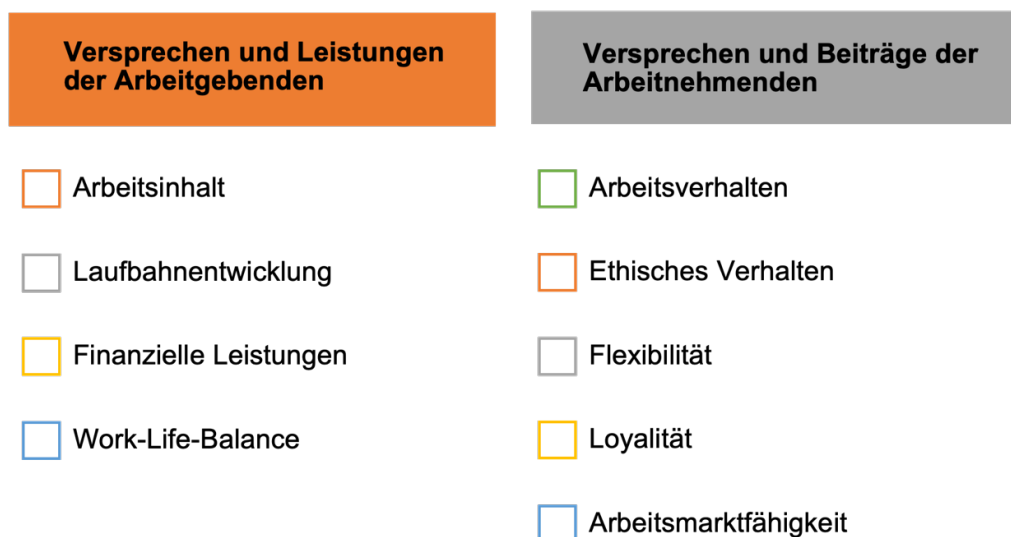 Versprechen und Leistungen
der Arbeitgebenden
Arbeitsinhalt
Laufbahnentwicklung
Finanzielle Leistungen
Work-Life-Balance
Versprechen und Beiträge der
Arbeitnehmenden
Arbeitsverhalten
Ethisches Verhalten
Flexibilität
Loyalität
Arbeitsmarktfähigkeit